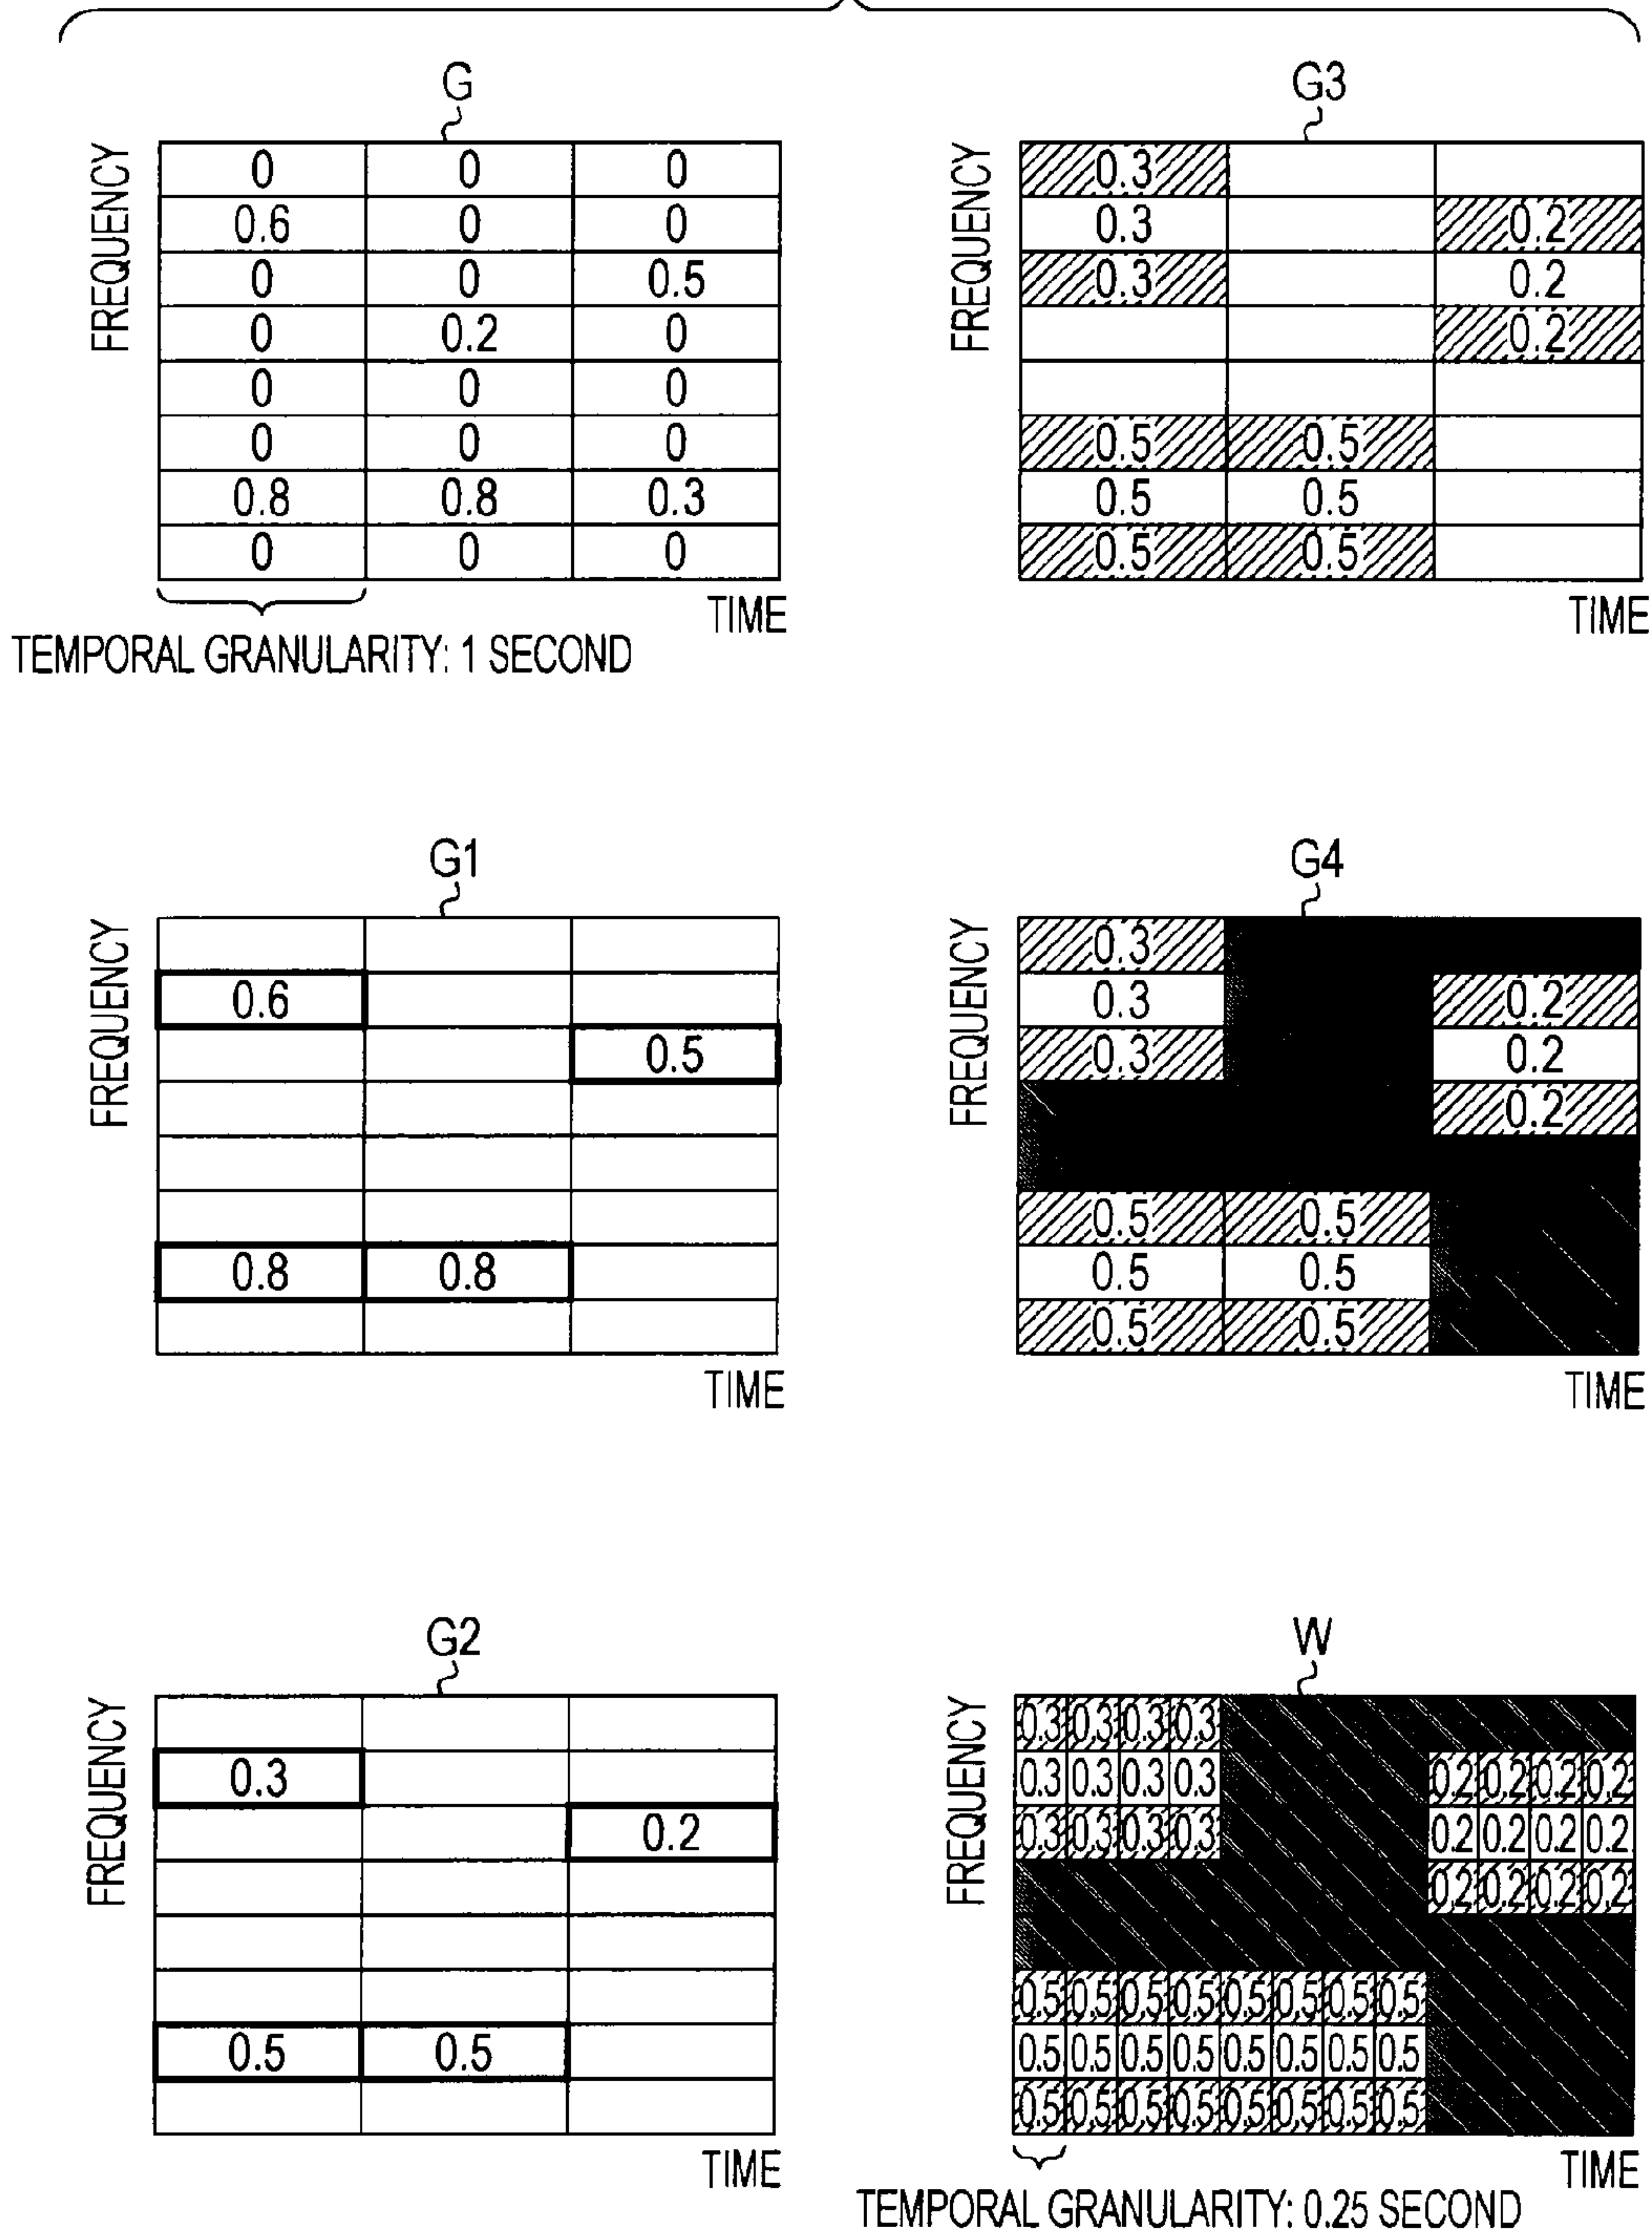 G
FREQUENCY
0 0 0
0.6 0 0
0 0 0.5
0 0.2 0
0 0 0
0 0 0
0.8 0.8 0.3
0 0 0
TIME
TEMPORAL GRANULARITY: 1 SECOND
G3
FREQUENCY
0.3
0.3 0.2
0.3 0.2
0.2
0.5 0.5
0.5 0.5
0.5 0.5
TIME
G1
FREQUENCY
0.6
0.5
0.8 0.8
TIME
G4
FREQUENCY
0.3
0.3 0.2
0.3 0.2
0.2
0.5 0.5
0.5 0.5
0.5 0.5
TIME
G2
FREQUENCY
0.3
0.2
0.5 0.5
TIME
W
FREQUENCY
0.3 0.3 0.3 0.3
0.3 0.3 0.3 0.3 0.2 0.2 0.2 0.2
0.3 0.3 0.3 0.3 0.2 0.2 0.2 0.2
0.2 0.2 0.2 0.2
0.5 0.5 0.5 0.5 0.5 0.5 0.5 0.5
0.5 0.5 0.5 0.5 0.5 0.5 0.5 0.5
0.5 0.5 0.5 0.5 0.5 0.5 0.5 0.5
TIME
TEMPORAL GRANULARITY: 0.25 SECOND